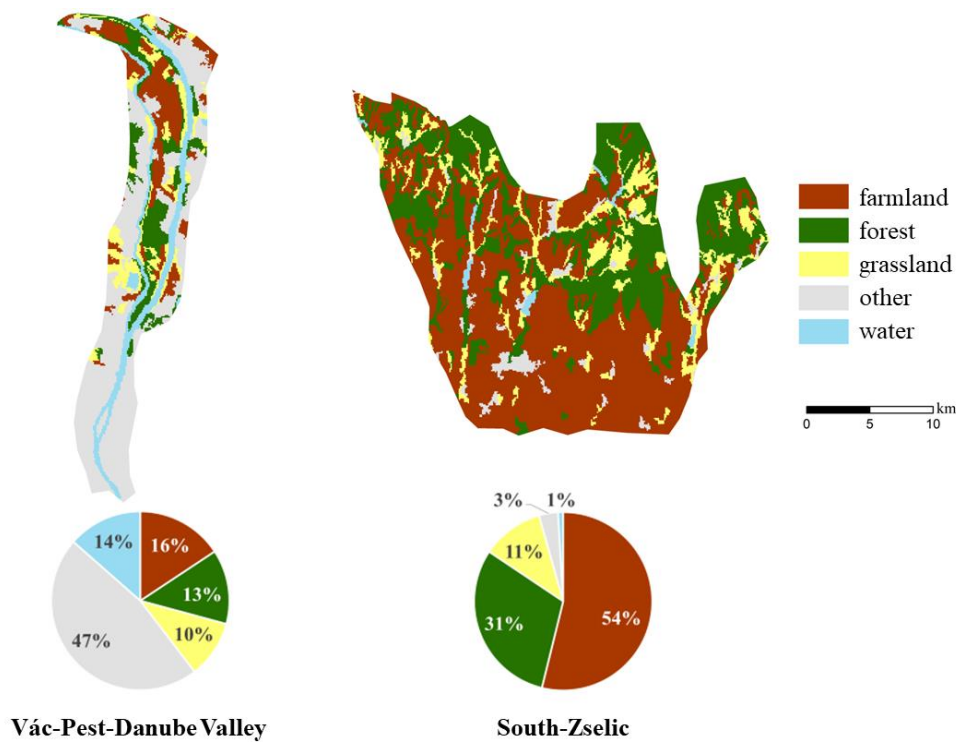 farmland
forest
grassland
other
water
km
0 5 10
3% 1%
14% 16%
13%
10%
47%
11%
31%
54%
Vác-Pest-Danube Valley
South-Zselic